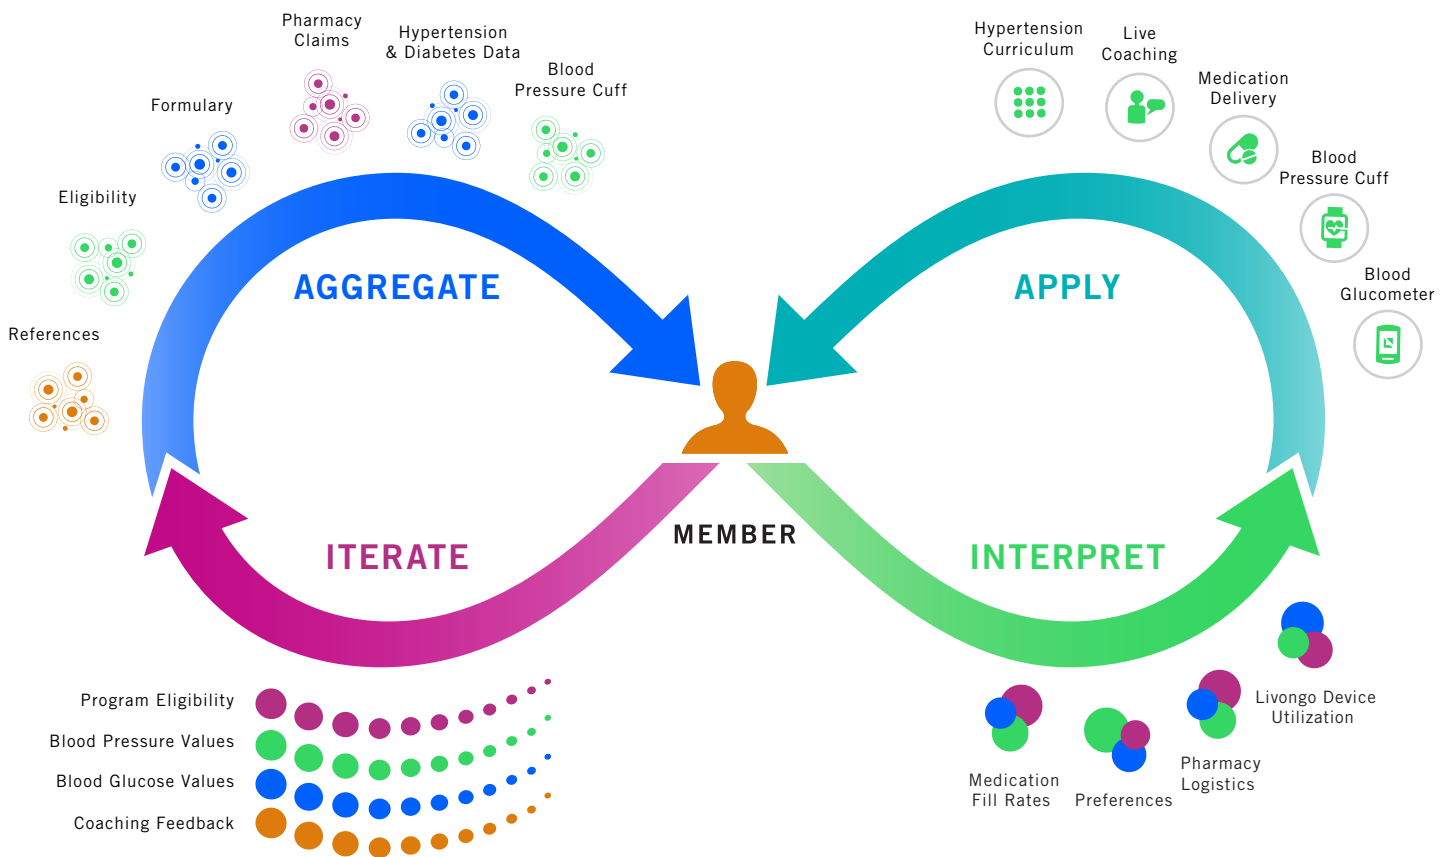 Pharmacy
Claims
Hypertension
& Diabetes Data
Blood
Pressure Cuff
Formulary
Eligibility
References
AGGREGATE
Hypertension
Curriculum
Live
Coaching
Medication
Delivery
Blood
Pressure Cuff
Blood
Glucometer
APPLY
MEMBER
ITERATE
INTERPRET
Program Eligibility
Blood Pressure Values
Blood Glucose Values
Coaching Feedback
Medication
Fill Rates
Preferences
Pharmacy
Logistics
Livongo Device
Utilization